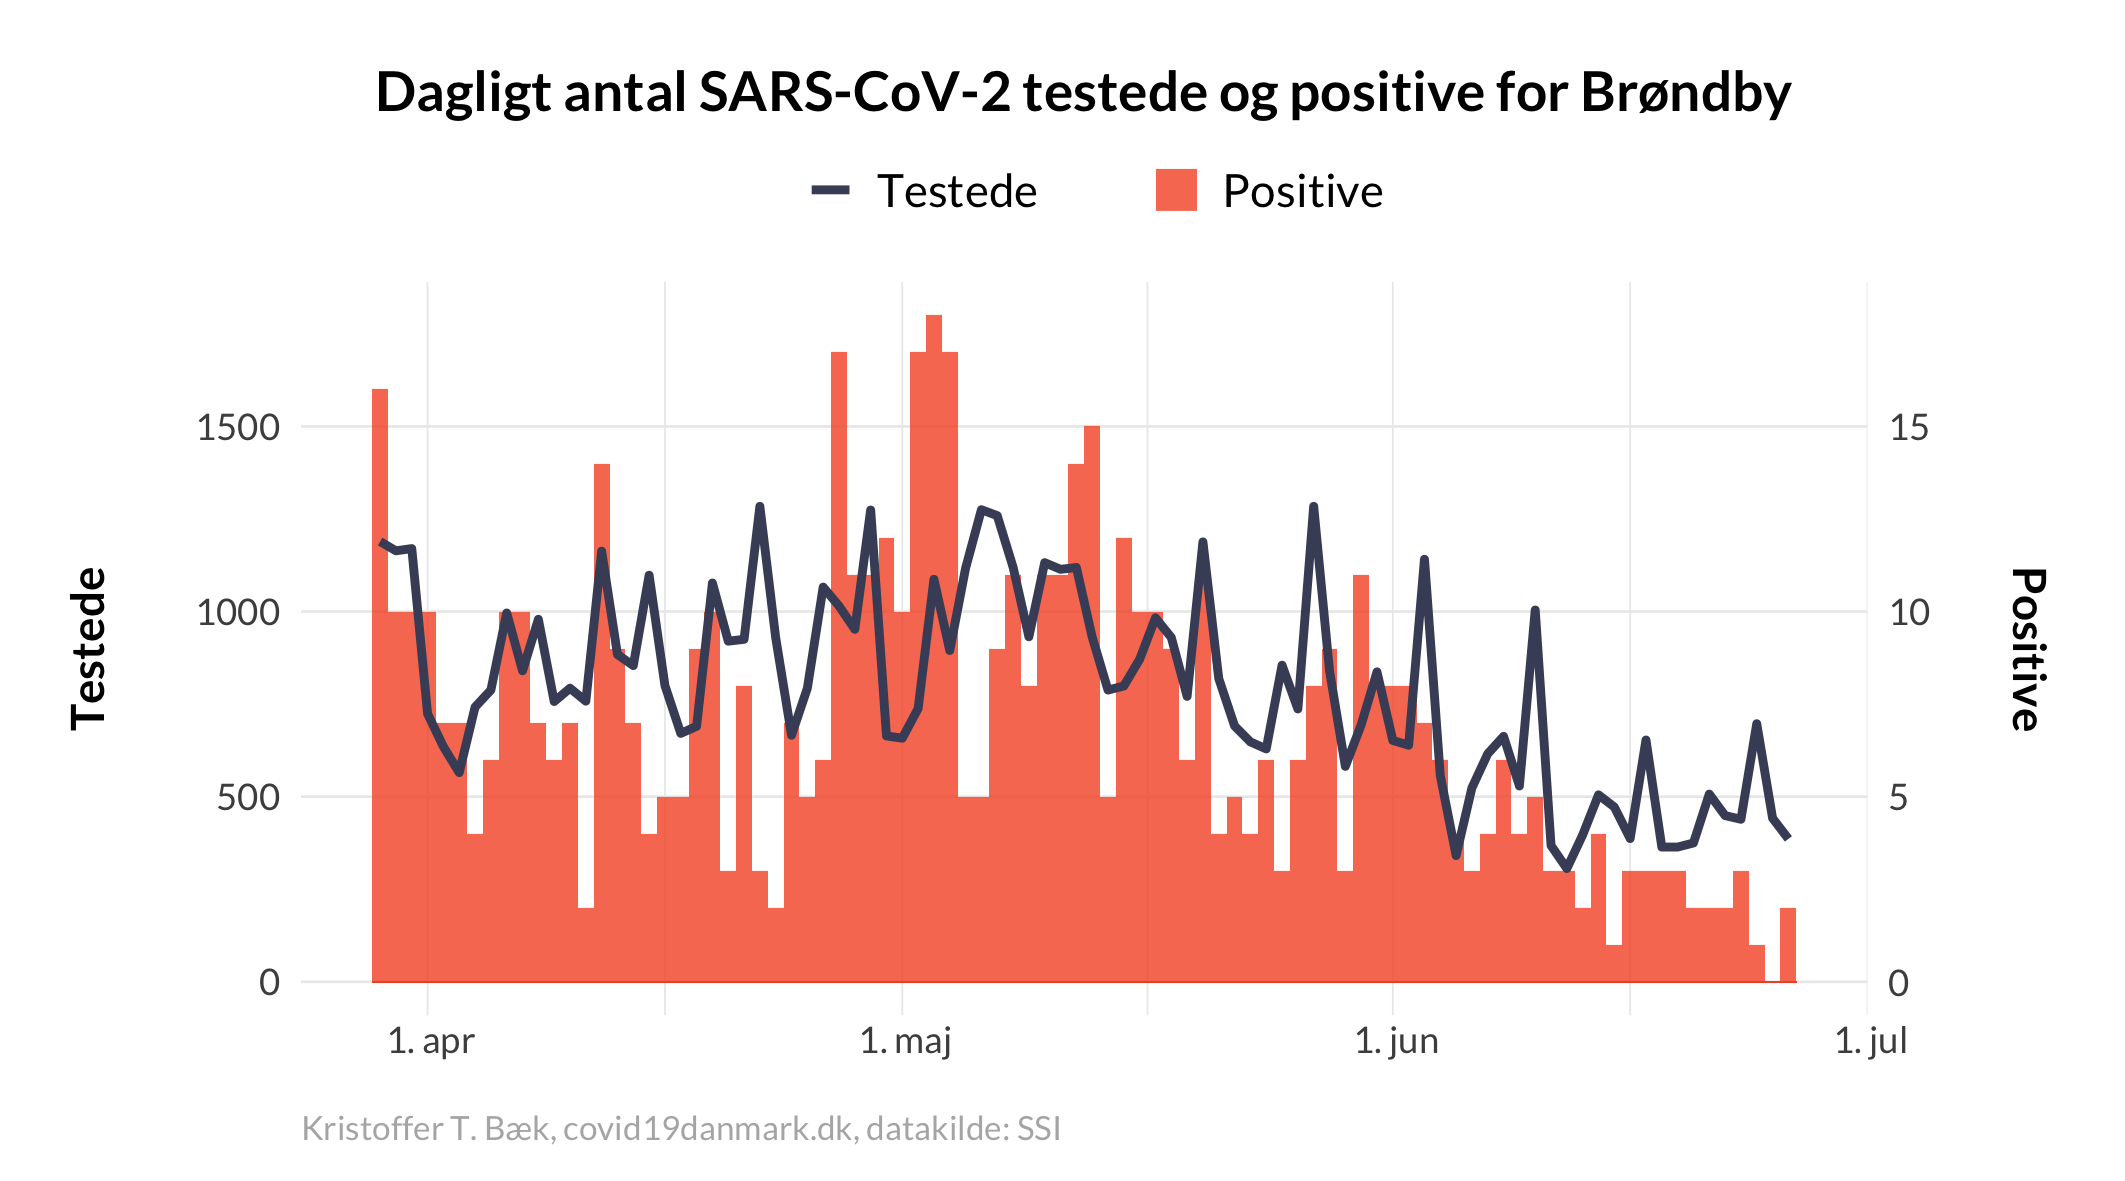 Dagligt antal SARS-CoV-2 testede og positive for Brøndby
Testede
Positive
1500
1000
500
0
Testede
15
10
5
0
Positive
1. apr
1. maj
1. jun
1. jul
Kristoffer T. Bæk, covid19danmark.dk, datakilde: SSI